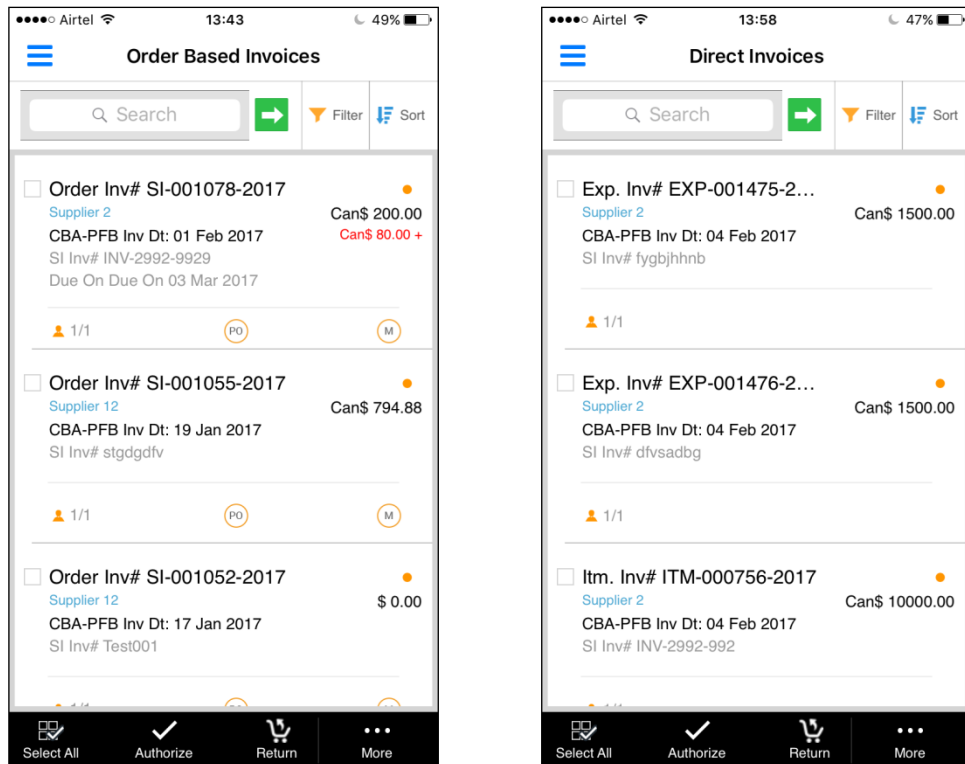 Airtel 13:43 49%
Order Based Invoices
Search Filter Sort
Order Inv# SI-001078-2017
Supplier 2 Can$ 200.00
CBA-PFB Inv Dt: 01 Feb 2017 Can$ 80.00 +
SI Inv# INV-2992-9929
Due On Due On 03 Mar 2017
1/1 PO M
Order Inv# SI-001055-2017
Supplier 12 Can$ 794.88
CBA-PFB Inv Dt: 19 Jan 2017
SI Inv# stgdgdfv
1/1 PO M
Order Inv# SI-001052-2017
Supplier 12 $ 0.00
CBA-PFB Inv Dt: 17 Jan 2017
SI Inv# Test001
Select All Authorize Return More
Airtel 13:58 47%
Direct Invoices
Search Filter Sort
Exp. Inv# EXP-001475-2...
Supplier 2 Can$ 1500.00
CBA-PFB Inv Dt: 04 Feb 2017
SI Inv# fygbjhhnb
1/1
Exp. Inv# EXP-001476-2...
Supplier 2 Can$ 1500.00
CBA-PFB Inv Dt: 04 Feb 2017
SI Inv# dfvsadbg
1/1
Itm. Inv# ITM-000756-2017
Supplier 2 Can$ 10000.00
CBA-PFB Inv Dt: 04 Feb 2017
SI Inv# INV-2992-992
Select All Authorize Return More